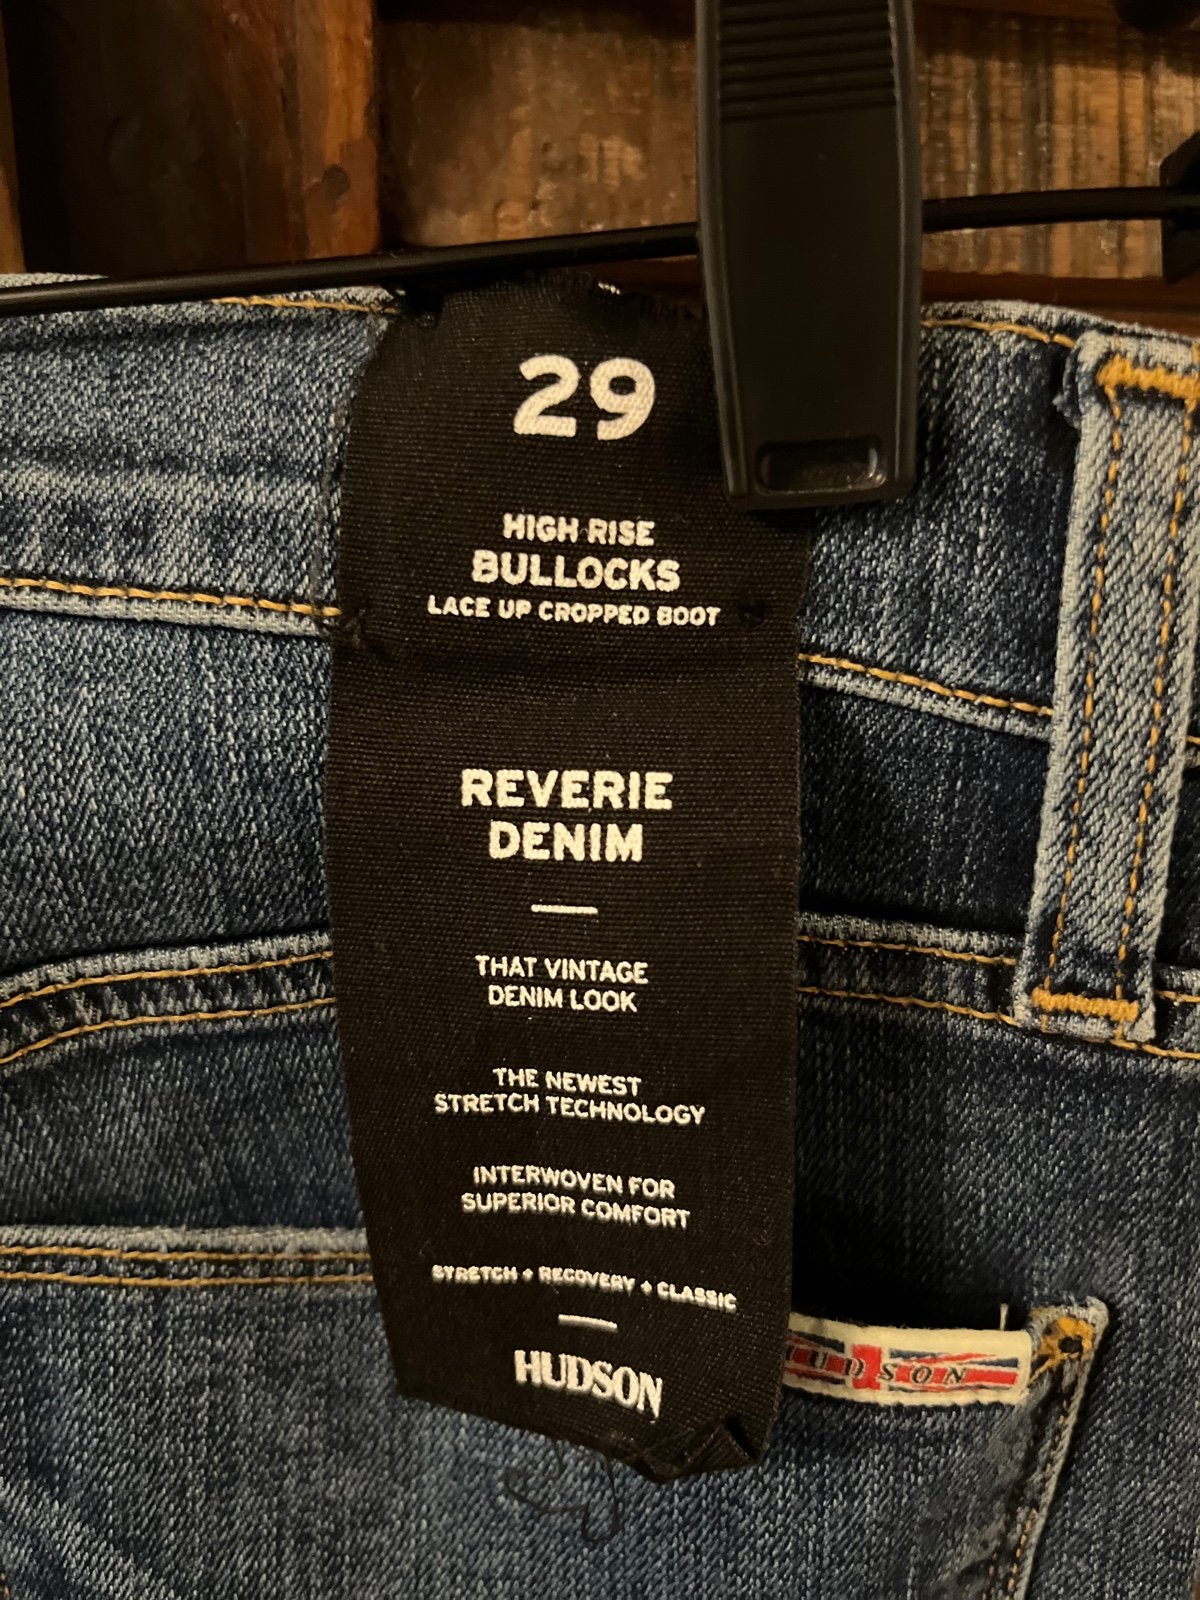 29
HIGH RISE
BULLOCKS
LACE UP CROPPED BOOT
REVERIE
DENIM
THAT VINTAGE
DENIM LOOK
THE NEWEST
STRETCH TECHNOLOGY
INTERWOVEN FOR
SUPERIOR COMFORT
STRETCH + RECOVERY + CLASSIC
HUDSON
HUDSON